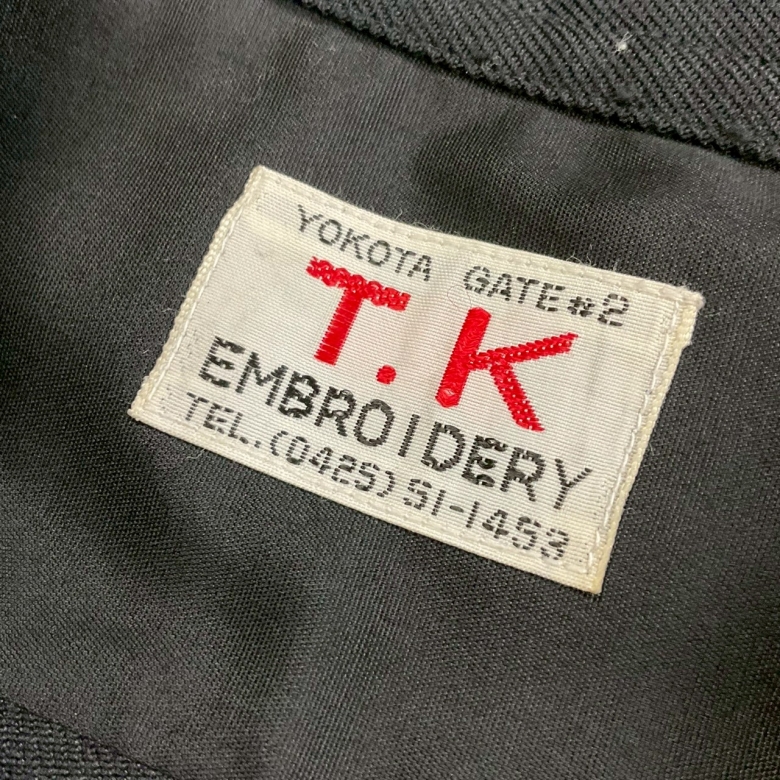 YOKOTA GATE#2
T.K
EMBROIDERY
TEL.(0425) 51-1453